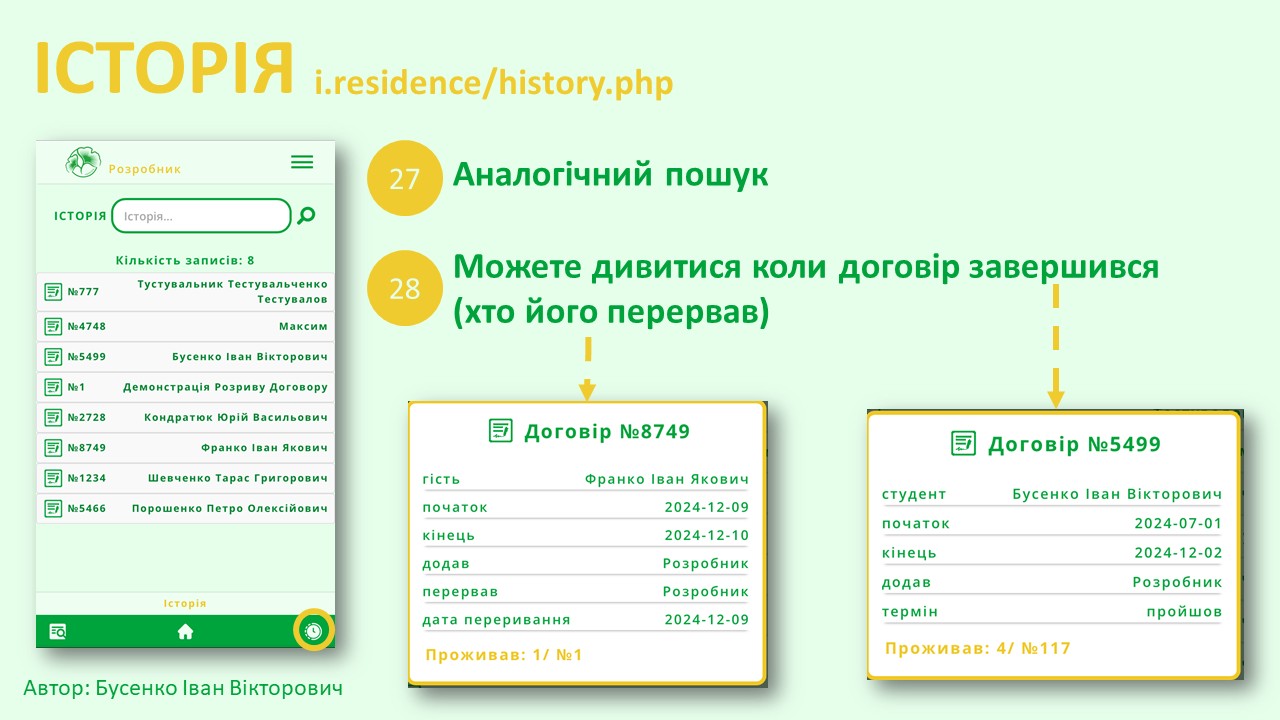 ІСТОРІЯ i.residence/history.php
Розробник
ІСТОРІЯ Історія...
Кількість записів: 8
№777 Тустувальник Тестувальченко
Тестувалов
№4748 Максим
№5499 Бусенко Іван Вікторович
№1 Демонстрація Розриву Договору
№2728 Кондратюк Юрій Васильович
№8749 Франко Іван Якович
№1234 Шевченко Тарас Григорович
№5466 Порошенко Петро Олексійович
Історія
Автор: Бусенко Іван Вікторович
27 Аналогічний пошук
28 Можете дивитися коли договір завершився
(хто його перервав)
Договір №8749
гість Франко Іван Якович
початок 2024-12-09
кінець 2024-12-10
додав Розробник
перервав Розробник
дата переривання 2024-12-09
Проживав: 1/ №1
Договір №5499
студент Бусенко Іван Вікторович
початок 2024-07-01
кінець 2024-12-02
додав Розробник
термін пройшов
Проживав: 4/ №117